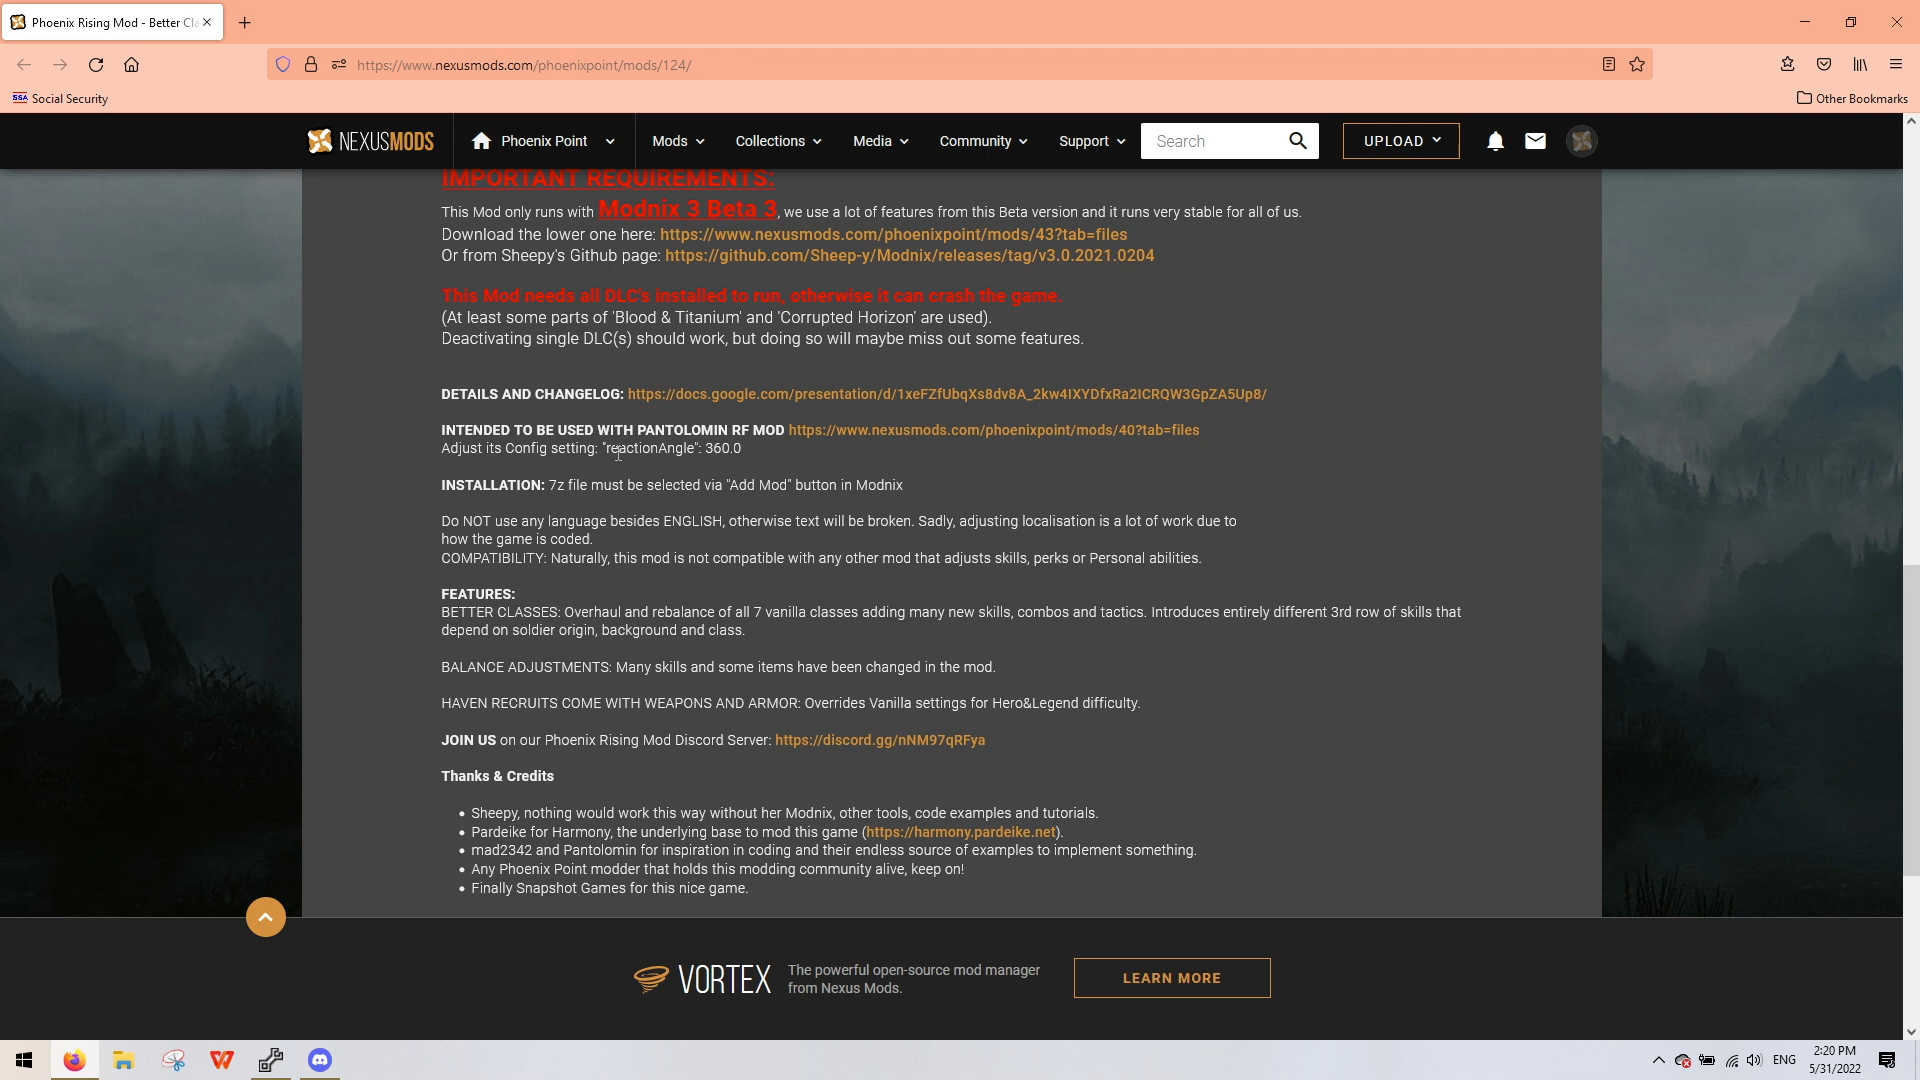 Phoenix Rising Mod - Better Cla
https://www.nexusmods.com/phoenixpoint/mods/124/
SSA Social Security
Other Bookmarks
NEXUSMODS
Phoenix Point
Mods
Collections
Media
Community
Support
Search
UPLOAD
IMPORTANT REQUIREMENTS:
This Mod only runs with Modnix 3 Beta 3, we use a lot of features from this Beta version and it runs very stable for all of us.
Download the lower one here: https://www.nexusmods.com/phoenixpoint/mods/43?tab=files
Or from Sheepy's Github page: https://github.com/Sheep-y/Modnix/releases/tag/v3.0.2021.0204
This Mod needs all DLC's installed to run, otherwise it can crash the game.
(At least some parts of 'Blood & Titanium' and 'Corrupted Horizon' are used).
Deactivating single DLC(s) should work, but doing so will maybe miss out some features.
DETAILS AND CHANGELOG: https://docs.google.com/presentation/d/1xeFZfUbqXs8dv8A_2kw4IXYDfxRa2ICRQW3GpZA5Up8/
INTENDED TO BE USED WITH PANTOLOMIN RF MOD https://www.nexusmods.com/phoenixpoint/mods/40?tab=files
Adjust its Config setting: "reactionAngle": 360.0
INSTALLATION: 7z file must be selected via "Add Mod" button in Modnix
Do NOT use any language besides ENGLISH, otherwise text will be broken. Sadly, adjusting localisation is a lot of work due to
how the game is coded.
COMPATIBILITY: Naturally, this mod is not compatible with any other mod that adjusts skills, perks or Personal abilities.
FEATURES:
BETTER CLASSES: Overhaul and rebalance of all 7 vanilla classes adding many new skills, combos and tactics. Introduces entirely different 3rd row of skills that
depend on soldier origin, background and class.
BALANCE ADJUSTMENTS: Many skills and some items have been changed in the mod.
HAVEN RECRUITS COME WITH WEAPONS AND ARMOR: Overrides Vanilla settings for Hero&Legend difficulty.
JOIN US on our Phoenix Rising Mod Discord Server: https://discord.gg/nNM97qRFya
Thanks & Credits
• Sheepy, nothing would work this way without her Modnix, other tools, code examples and tutorials.
• Pardeike for Harmony, the underlying base to mod this game (https://harmony.pardeike.net).
• mad2342 and Pantolomin for inspiration in coding and their endless source of examples to implement something.
• Any Phoenix Point modder that holds this modding community alive, keep on!
• Finally Snapshot Games for this nice game.
VORTEX
The powerful open-source mod manager
from Nexus Mods.
LEARN MORE
ENG
2:20 PM
5/31/2022